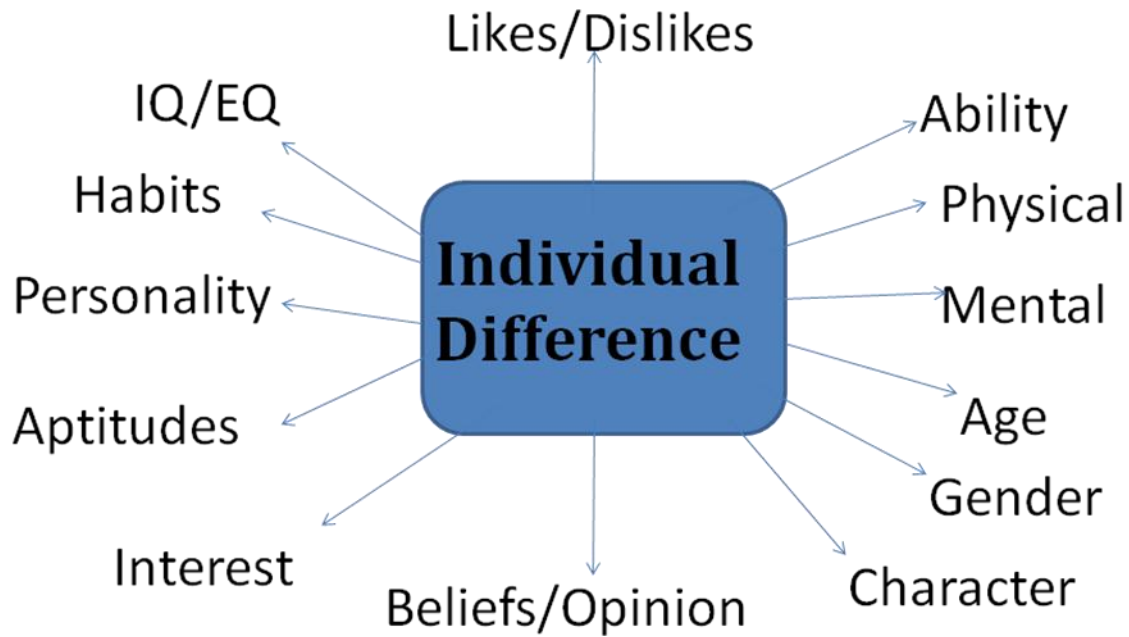 Likes/Dislikes
IQ/EQ
Ability
Habits
Physical
Individual
Difference
Personality
Mental
Aptitudes
Age
Gender
Interest
Character
Beliefs/Opinion